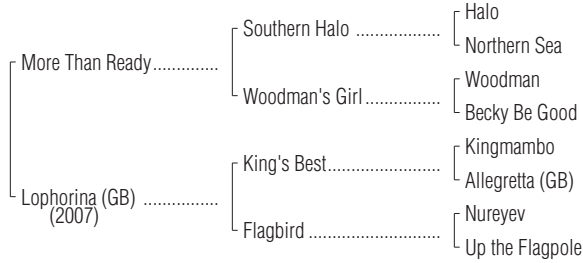 Halo
Southern Halo ..................
Northern Sea
More Than Ready..............
Woodman
Woodman's Girl................
Becky Be Good
Kingmambo
King's Best........................
Allegretta (GB)
Lophorina (GB) ................
(2007)
Nureyev
Flagbird ............................
Up the Flagpole